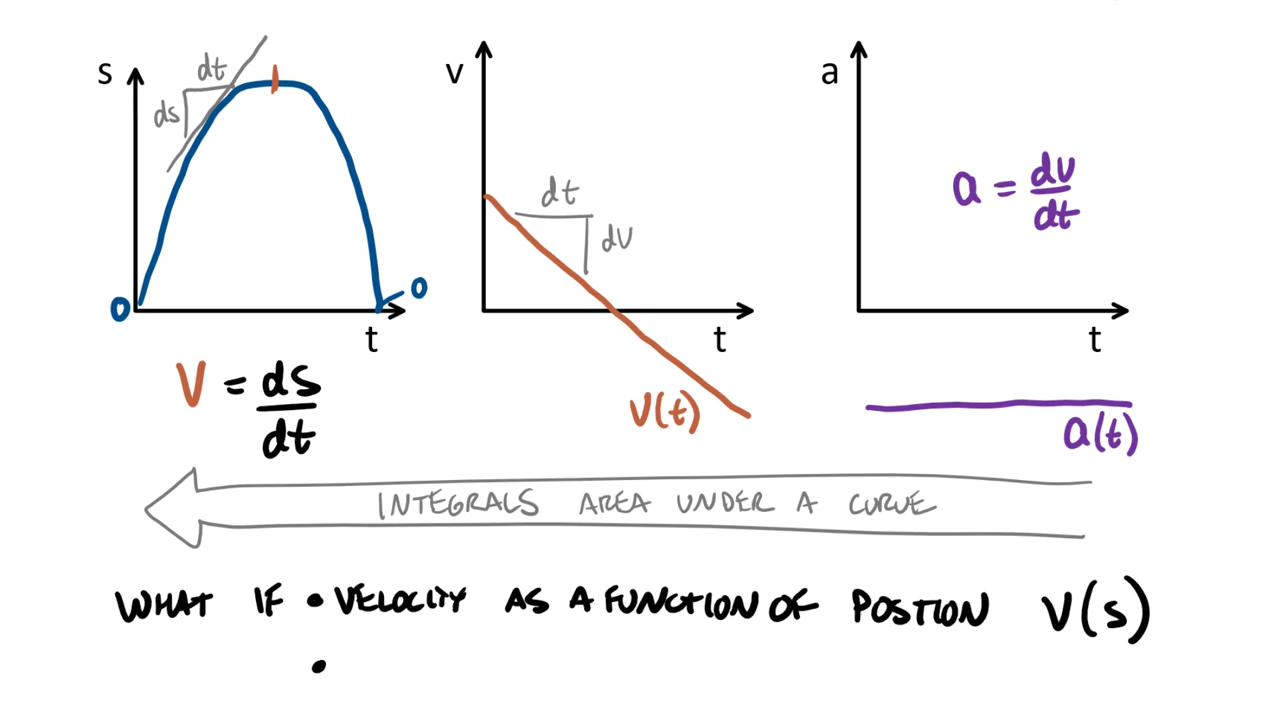 s
dt
ds
0
0
t
V = ds/dt
v
dt
dv
t
V(t)
a
a = dv/dt
t
a(t)
INTEGRALS AREA UNDER A CURVE
WHAT IF • VELOCITY AS A FUNCTION OF POSTION V(s)
•